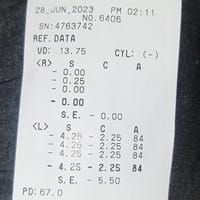 28_JUN_2023 PM 02:11
NO.6406
SN:4763742
REF.DATA
VD: 13.75 CYL: (-)
<R> S C A
- 0.00
- 0.25
- 0.00
- 0.00
S.E. - 0.00
<L> S C A
- 4.25 - 2.25 84
- 4.25 - 2.25 84
- 4.25 - 2.25 84
- 4.25 - 2.25 84
S.E. - 5.50
PD:67.0